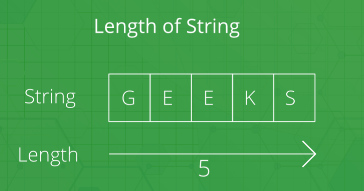 Length of String
String G E E K S
Length
5